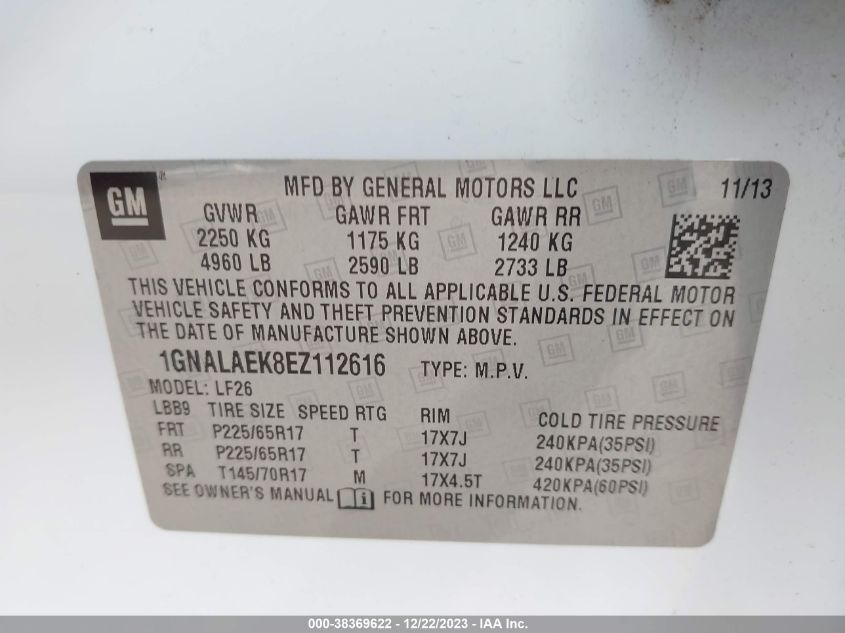 GM
MFD BY GENERAL MOTORS LLC 11/13
GVWR GAWR FRT GAWR RR
2250 KG 1175 KG 1240 KG
4960 LB 2590 LB 2733 LB
THIS VEHICLE CONFORMS TO ALL APPLICABLE U.S. FEDERAL MOTOR
VEHICLE SAFETY AND THEFT PREVENTION STANDARDS IN EFFECT ON
THE DATE OF MANUFACTURE SHOWN ABOVE.
1GNALAEK8EZ112616 TYPE: M.P.V.
MODEL: LF26
LBB9 TIRE SIZE SPEED RTG RIM COLD TIRE PRESSURE
FRT P225/65R17 T 17X7J 240KPA(35PSI)
RR P225/65R17 T 17X7J 240KPA(35PSI)
SPA T145/70R17 M 17X4.5T 420KPA(60PSI)
SEE OWNER'S MANUAL FOR MORE INFORMATION.
000-38369622 - 12/22/2023 - IAA Inc.